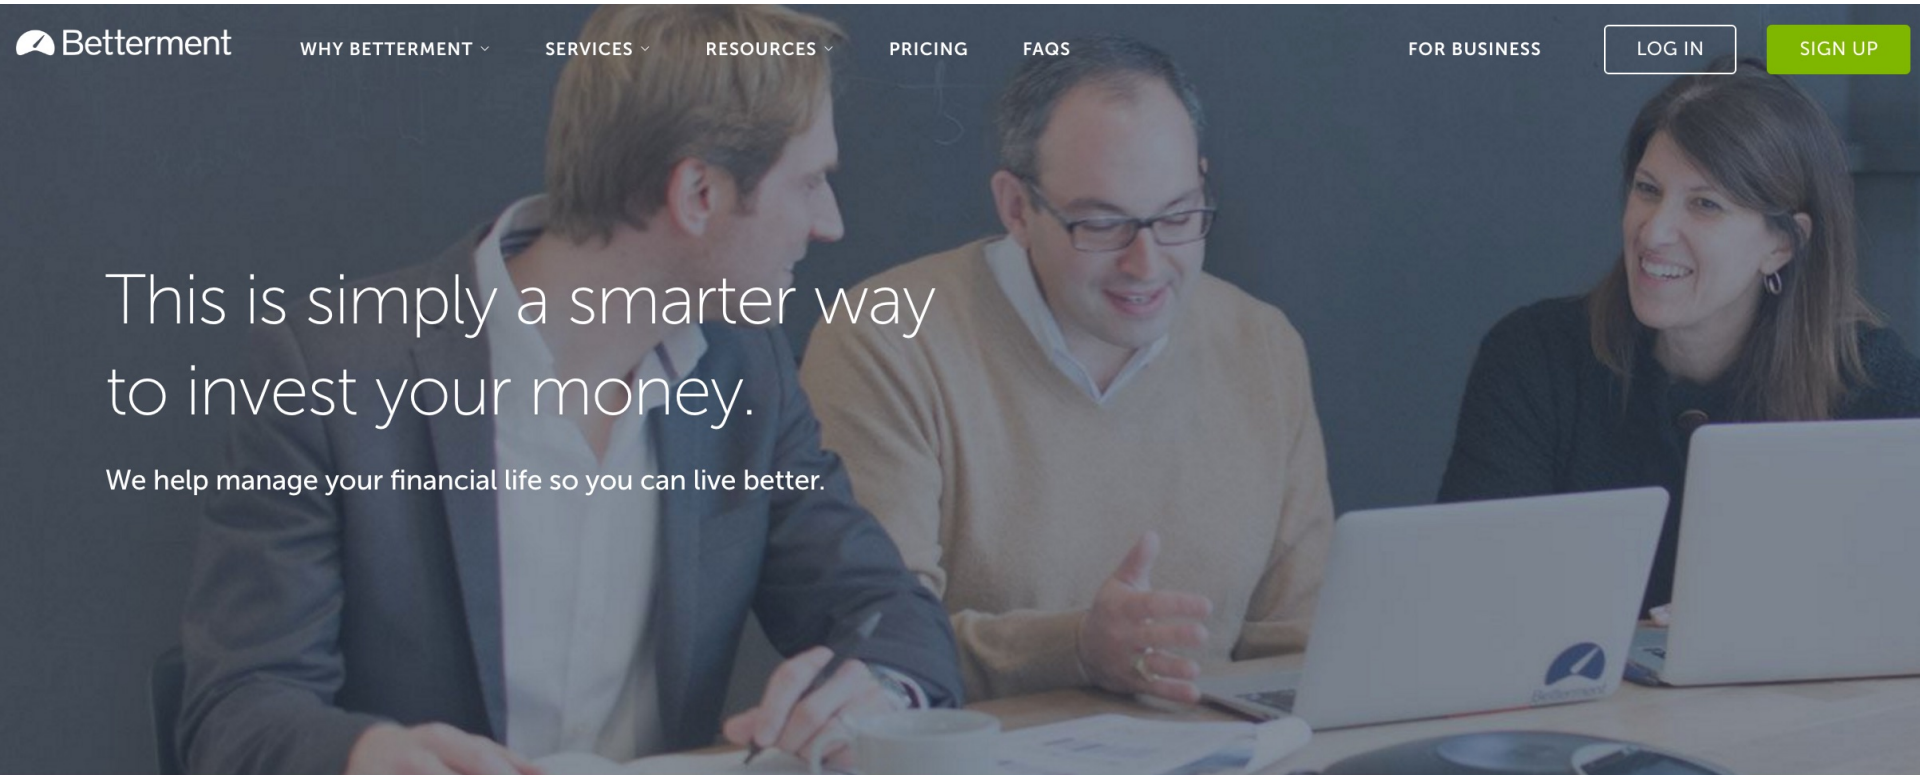 Betterment
WHY BETTERMENT
SERVICES
RESOURCES
PRICING
FAQS
FOR BUSINESS
LOG IN
SIGN UP
This is simply a smarter way
to invest your money.
We help manage your financial life so you can live better.
Betterment